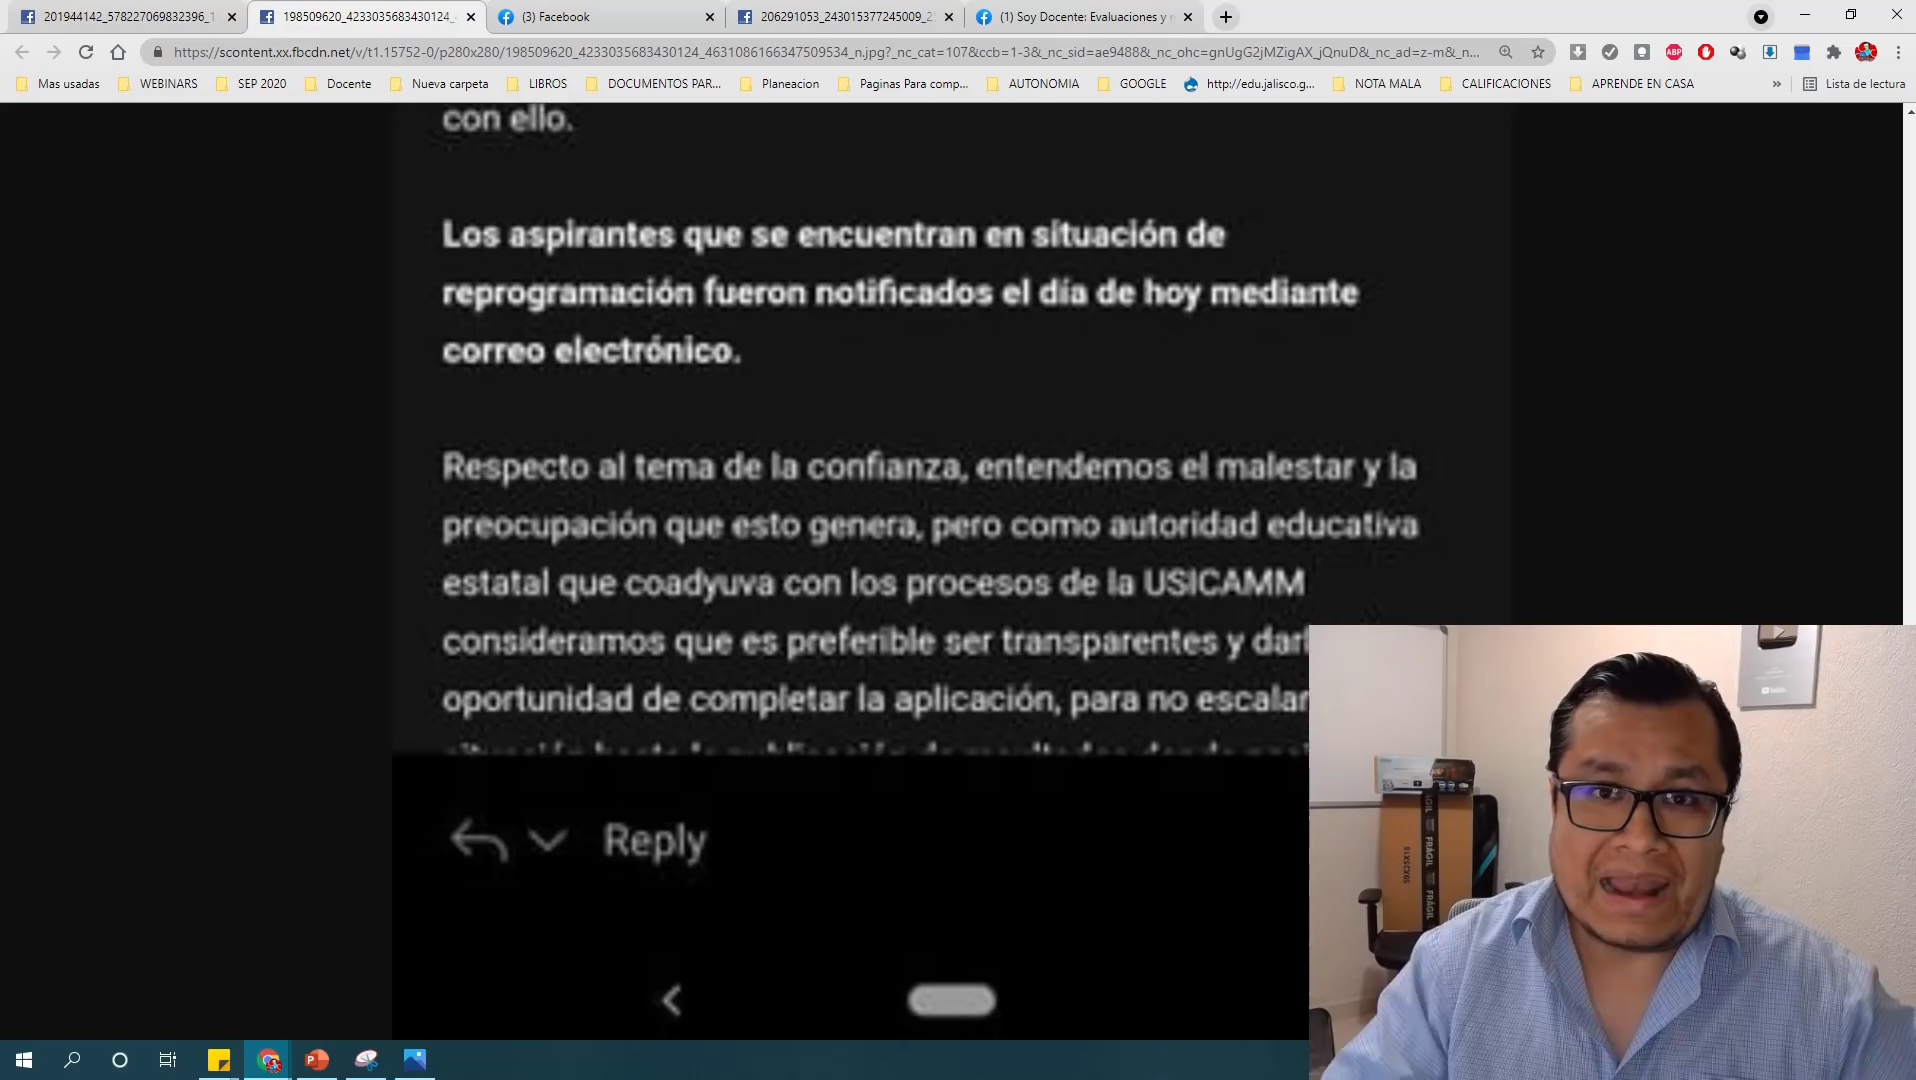 201944142_578227069832396_1
198509620_4233035683430124_
(3) Facebook
206291053_243015377245009_2
(1) Soy Docente: Evaluaciones y
https://scontent.xx.fbcdn.net/v/t1.15752-0/p280x280/198509620_4233035683430124_4631086166347509534_n.jpg?_nc_cat=107&ccb=1-3&_nc_sid=ae9488&_nc_ohc=gnUgG2jMZigAX_jQnuD&_nc_ad=z-m&_n...
Mas usadas
WEBINARS
SEP 2020
Docente
Nueva carpeta
LIBROS
DOCUMENTOS PAR...
Planeacion
Paginas Para comp...
AUTONOMIA
GOOGLE
http://edu.jalisco.g...
NOTA MALA
CALIFICACIONES
APRENDE EN CASA
»
Lista de lectura
con ello.
Los aspirantes que se encuentran en situación de
reprogramación fueron notificados el día de hoy mediante
correo electrónico.
Respecto al tema de la confianza, entendemos el malestar y la
preocupación que esto genera, pero como autoridad educativa
estatal que coadyuva con los procesos de la USICAMM
consideramos que es preferible ser transparentes y dar
oportunidad de completar la aplicación, para no escalar
Reply
FRÁGIL
FRÁGIL